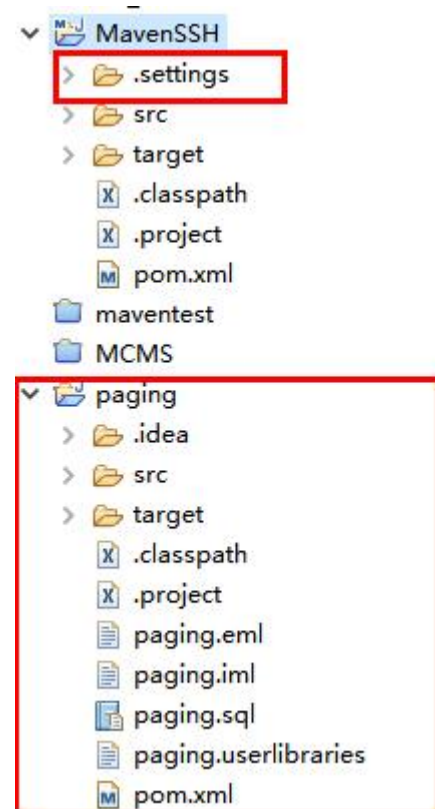 MavenSSH
.settings
src
target
.classpath
.project
pom.xml
maventest
MCMS
paging
.idea
src
target
.classpath
.project
paging.eml
paging.iml
paging.sql
paging.userlibraries
pom.xml